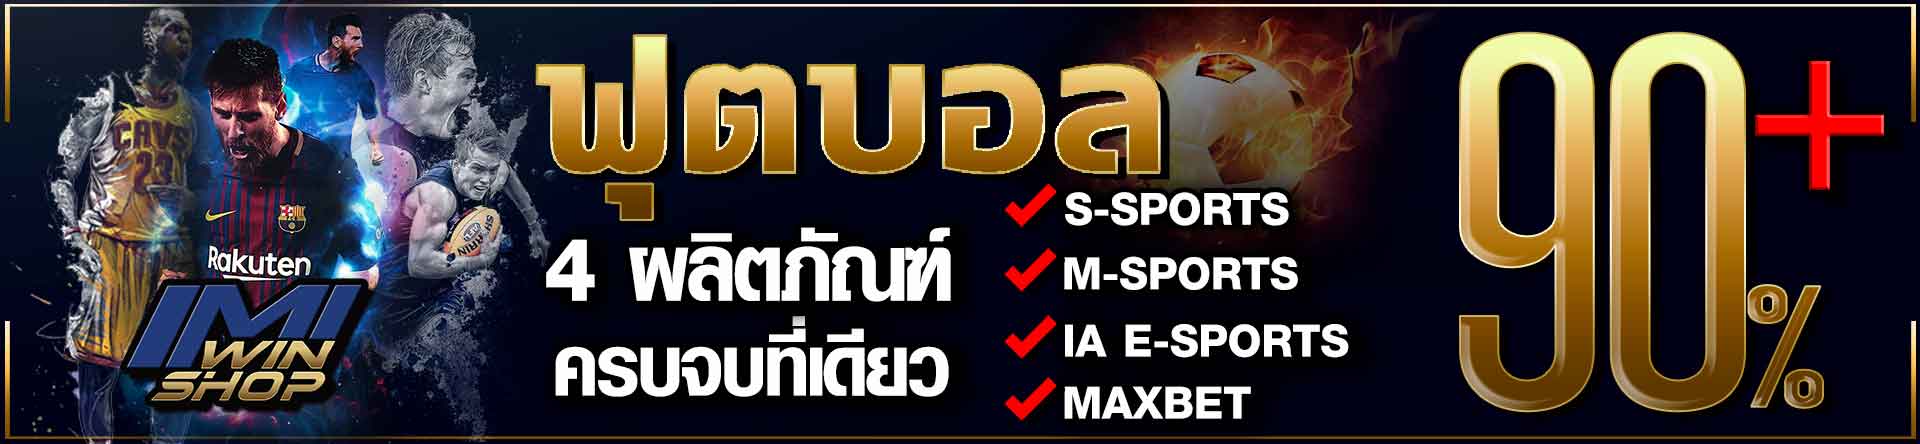 ฟุตบอล
4 ผลิตภัณฑ์
ครบจบที่เดียว
S-SPORTS
M-SPORTS
IA E-SPORTS
MAXBET
90+
%
CAVS
23
Rakuten
IMI
WIN
SHOP